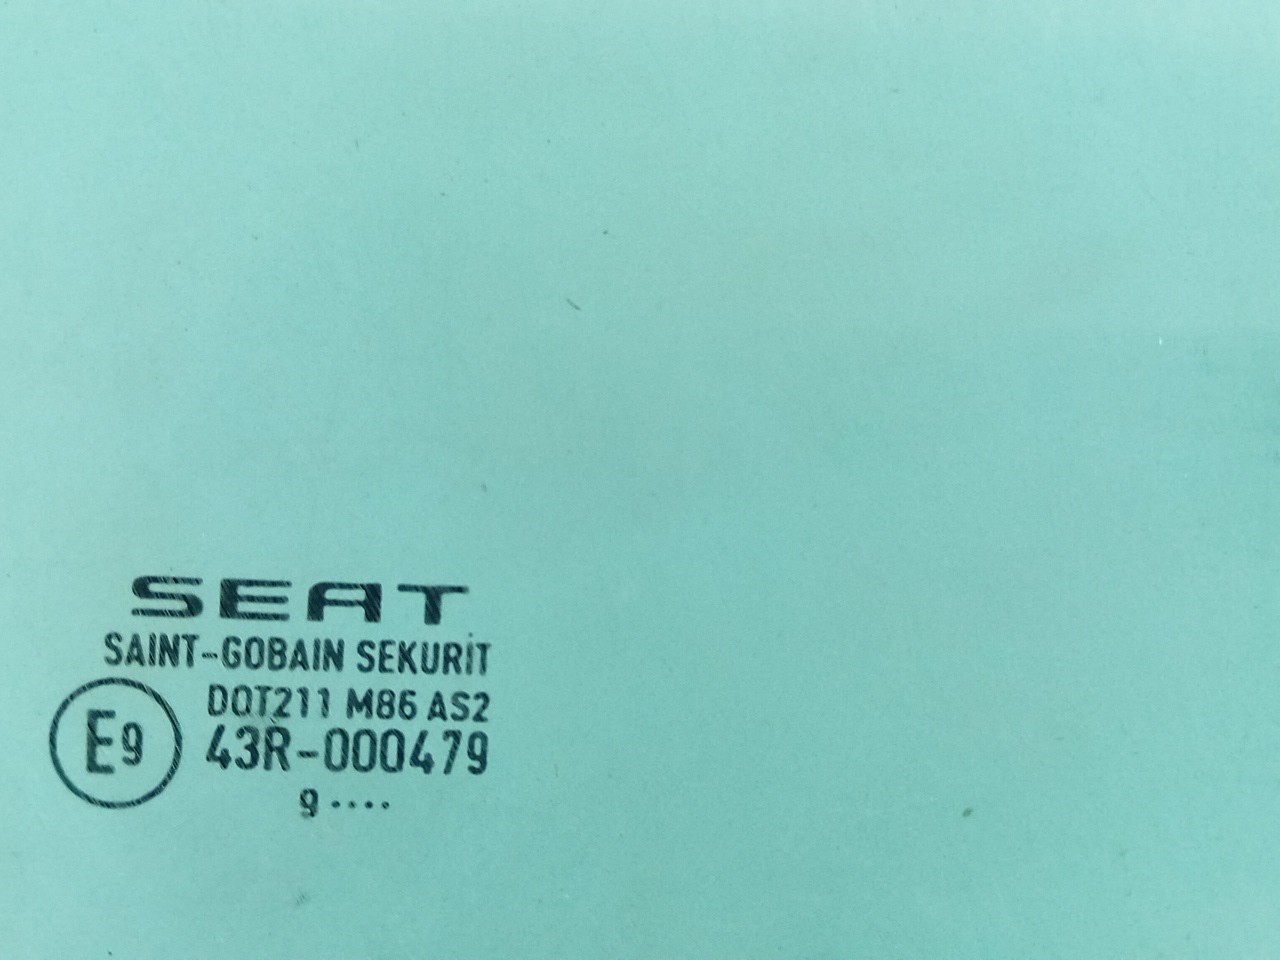 SEAT
SAINT-GOBAIN SEKURIT
DOT211 M86 AS2
E9 43R-000479
9 ····